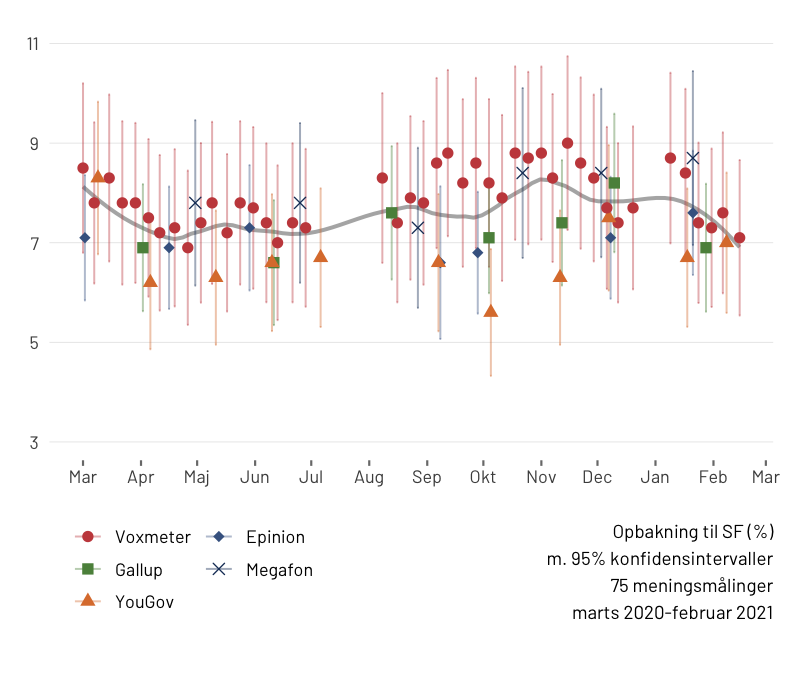 11
9
7
5
3
Mar Apr Maj Jun Jul Aug Sep Okt Nov Dec Jan Feb Mar
Voxmeter Epinion
Gallup Megafon
YouGov
Opbakning til SF (%)
m. 95% konfidensintervaller
75 meningsmålinger
marts 2020-februar 2021